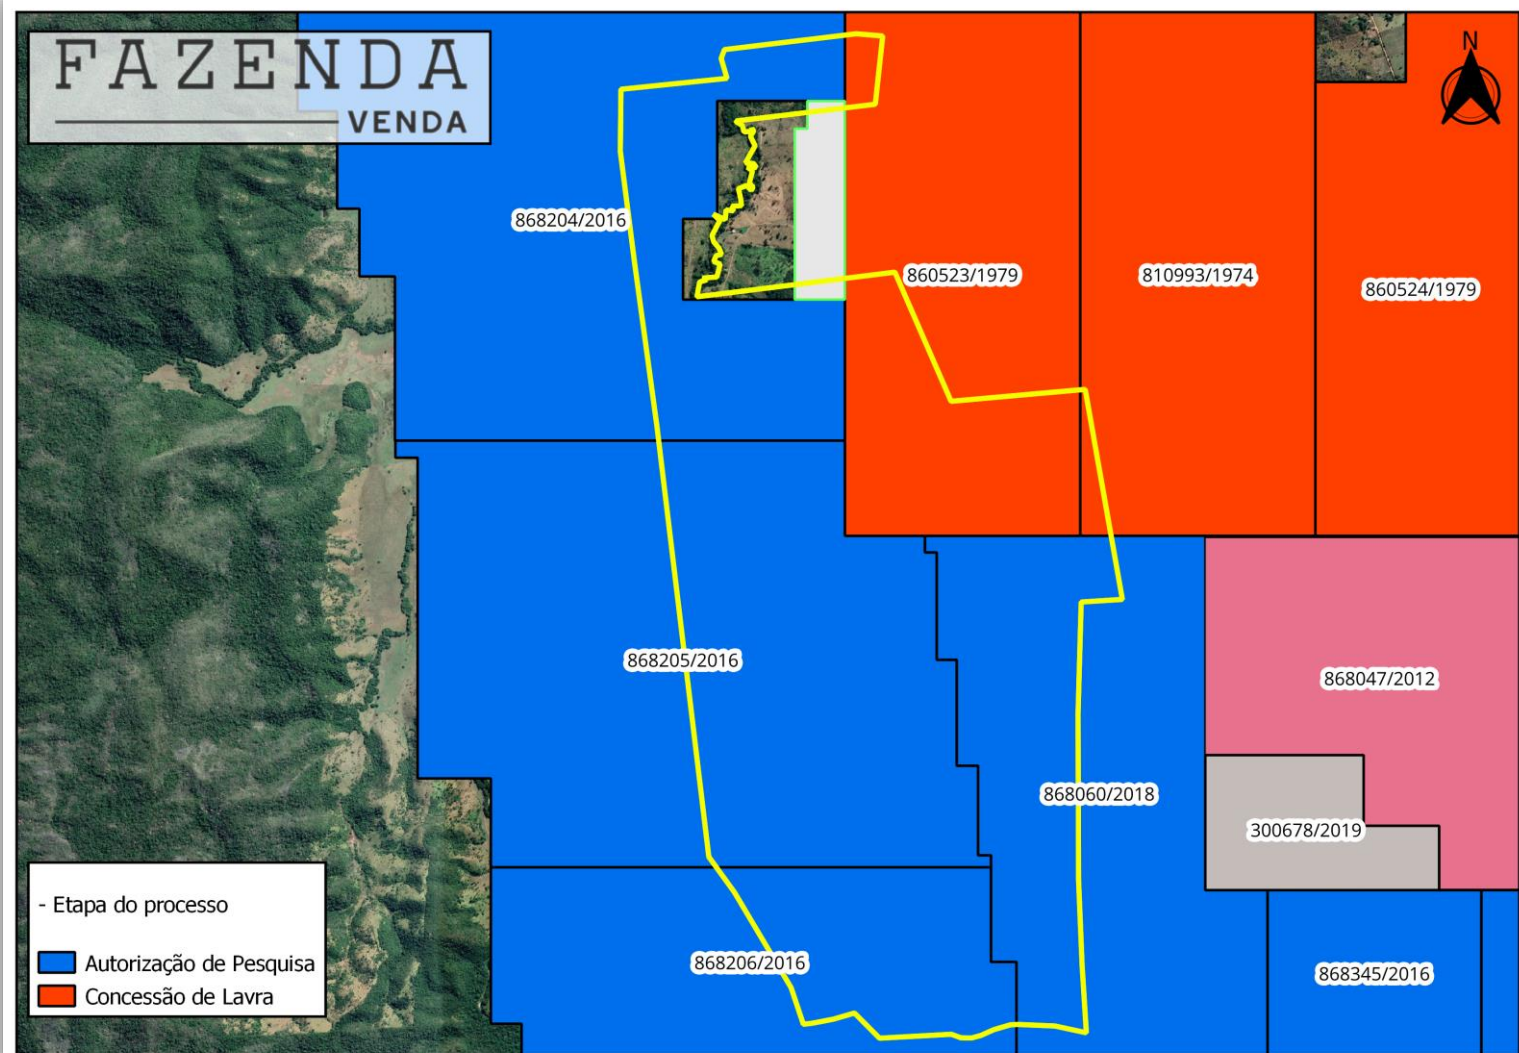 FAZENDA
VENDA
N
868204/2016
860523/1979
810993/1974
860524/1979
868205/2016
868047/2012
868060/2018
300678/2019
868206/2016
868345/2016
- Etapa do processo
Autorização de Pesquisa
Concessão de Lavra